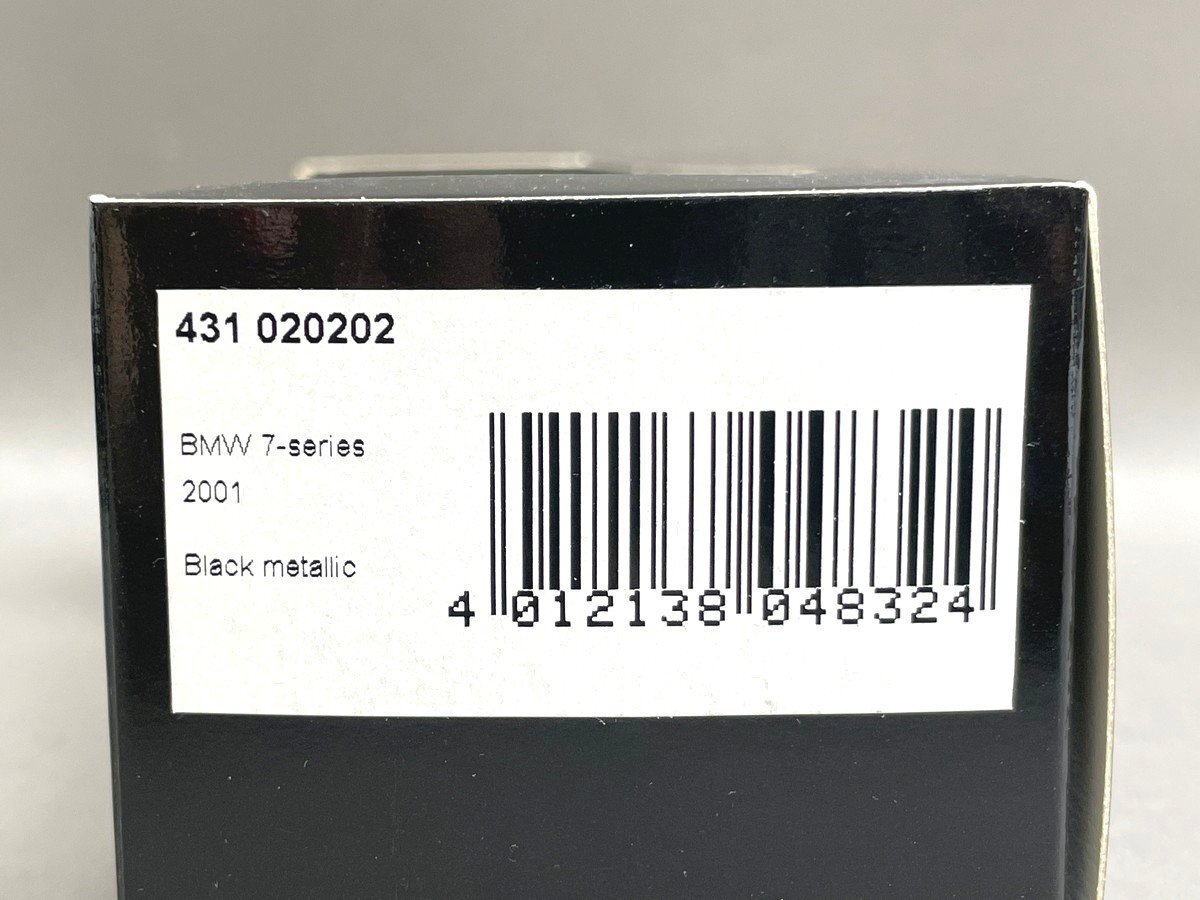 431 020202
BMW 7-series
2001
Black metallic
4 012138 048324